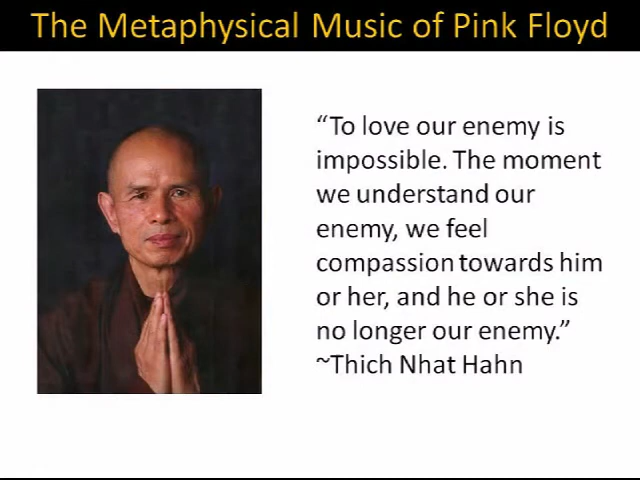 The Metaphysical Music of Pink Floyd
“To love our enemy is
impossible. The moment
we understand our
enemy, we feel
compassion towards him
or her, and he or she is
no longer our enemy.”
~Thich Nhat Hahn